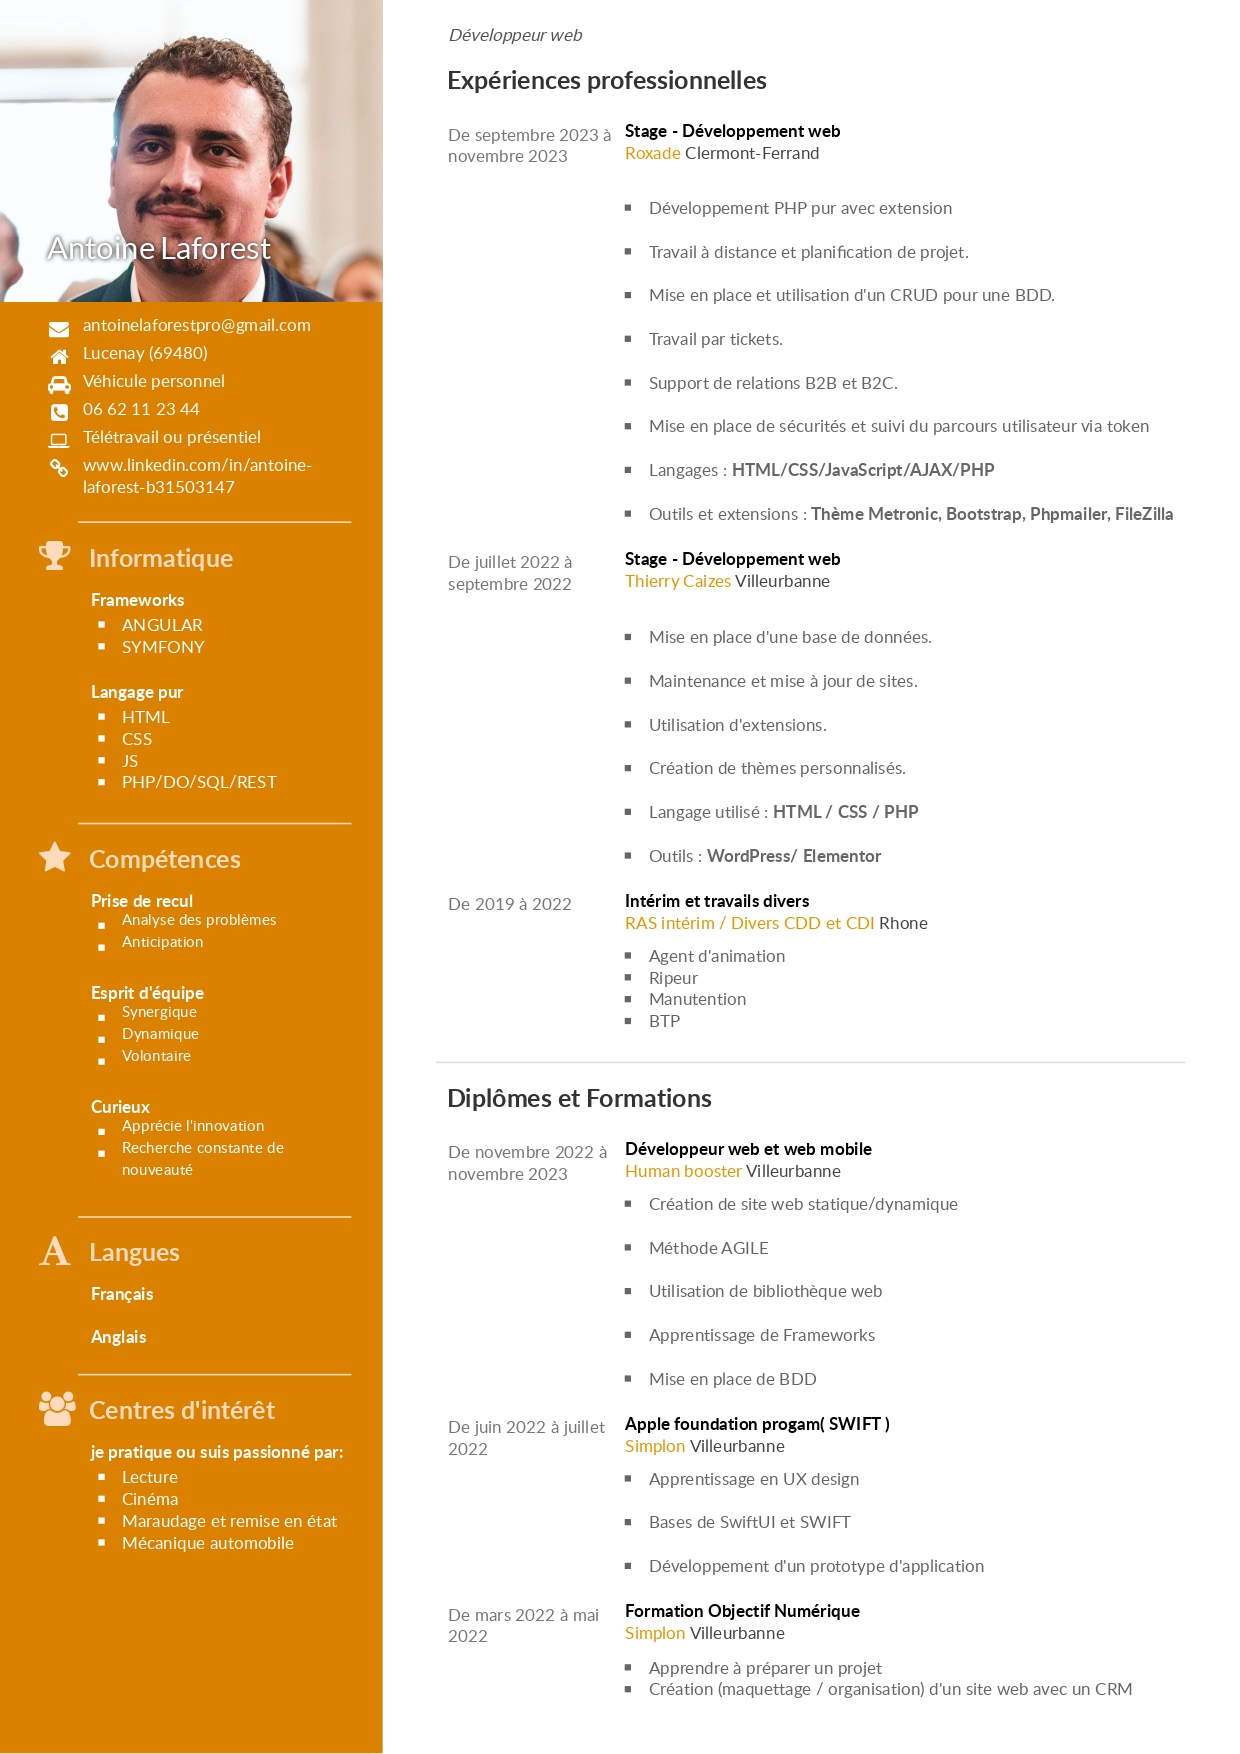 Antoine Laforest
antoinelaforestpro@gmail.com
Lucenay (69480)
Véhicule personnel
06 62 11 23 44
Télétravail ou présentiel
www.linkedin.com/in/antoine-
laforest-b31503147
Informatique
Frameworks
ANGULAR
SYMFONY
Langage pur
HTML
CSS
JS
PHP/DO/SQL/REST
Compétences
Prise de recul
Analyse des problèmes
Anticipation
Esprit d'équipe
Synergique
Dynamique
Volontaire
Curieux
Apprécie l'innovation
Recherche constante de
nouveauté
Langues
Français
Anglais
Centres d'intérêt
je pratique ou suis passionné par:
Lecture
Cinéma
Maraudage et remise en état
Mécanique automobile
Développeur web
Expériences professionnelles
De septembre 2023 à
novembre 2023
Stage - Développement web
Roxade Clermont-Ferrand
Développement PHP pur avec extension
Travail à distance et planification de projet.
Mise en place et utilisation d'un CRUD pour une BDD.
Travail par tickets.
Support de relations B2B et B2C.
Mise en place de sécurités et suivi du parcours utilisateur via token
Langages : HTML/CSS/JavaScript/AJAX/PHP
Outils et extensions : Thème Metronic, Bootstrap, Phpmailer, FileZilla
De juillet 2022 à
septembre 2022
Stage - Développement web
Thierry Caizes Villeurbanne
Mise en place d'une base de données.
Maintenance et mise à jour de sites.
Utilisation d'extensions.
Création de thèmes personnalisés.
Langage utilisé : HTML / CSS / PHP
Outils : WordPress/ Elementor
De 2019 à 2022
Intérim et travails divers
RAS intérim / Divers CDD et CDI Rhone
Agent d'animation
Ripeur
Manutention
BTP
Diplômes et Formations
De novembre 2022 à
novembre 2023
Développeur web et web mobile
Human booster Villeurbanne
Création de site web statique/dynamique
Méthode AGILE
Utilisation de bibliothèque web
Apprentissage de Frameworks
Mise en place de BDD
De juin 2022 à juillet
2022
Apple foundation progam( SWIFT )
Simplon Villeurbanne
Apprentissage en UX design
Bases de SwiftUI et SWIFT
Développement d'un prototype d'application
De mars 2022 à mai
2022
Formation Objectif Numérique
Simplon Villeurbanne
Apprendre à préparer un projet
Création (maquettage / organisation) d'un site web avec un CRM